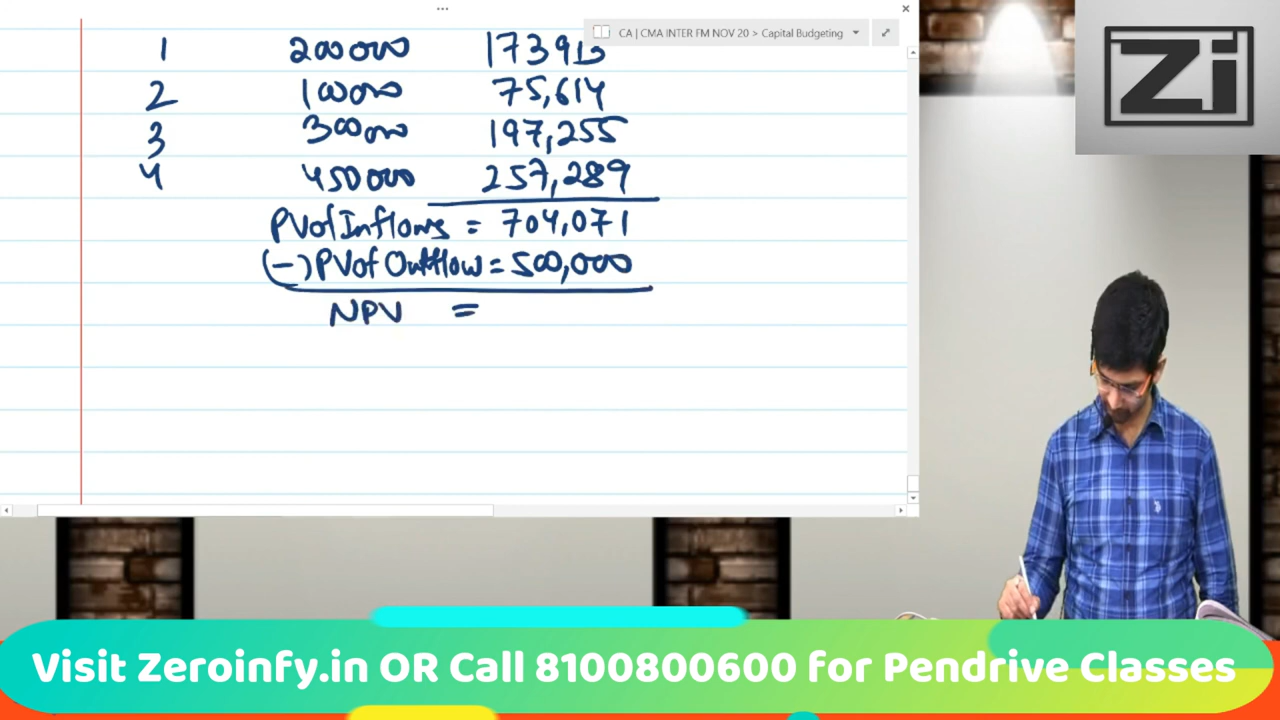 CA | CMA INTER FM NOV 20 > Capital Budgeting
1 200000 173913
2 100000 75,614
3 300000 197,255
4 450000 257,289
PV of Inflows = 704,071
(-) PV of Outflow = 500,000
NPV =
Zi
Visit Zeroinfy.in OR Call 8100800600 for Pendrive Classes